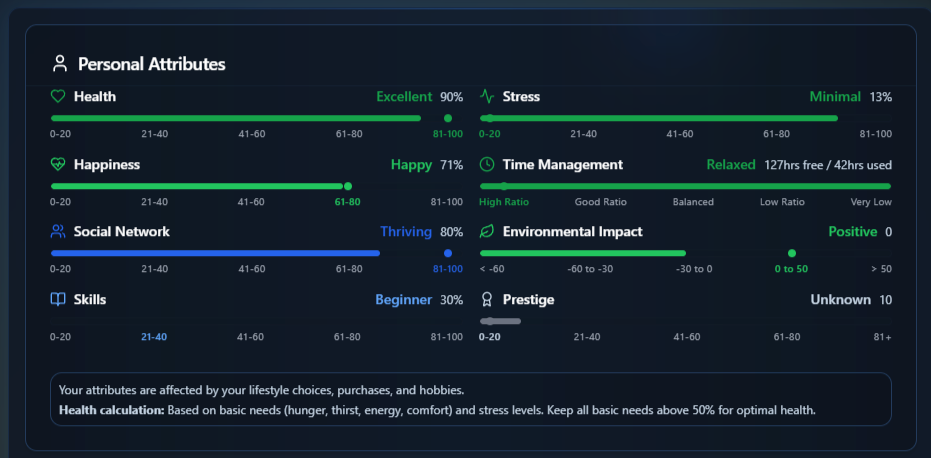 Personal Attributes
Health Excellent 90%
0-20 21-40 41-60 61-80 81-100
Stress Minimal 13%
0-20 21-40 41-60 61-80 81-100
Happiness Happy 71%
0-20 21-40 41-60 61-80 81-100
Time Management Relaxed 127hrs free / 42hrs used
High Ratio Good Ratio Balanced Low Ratio Very Low
Social Network Thriving 80%
0-20 21-40 41-60 61-80 81-100
Environmental Impact Positive 0
< -60 -60 to -30 -30 to 0 0 to 50 > 50
Skills Beginner 30%
0-20 21-40 41-60 61-80 81-100
Prestige Unknown 10
0-20 21-40 41-60 61-80 81+
Your attributes are affected by your lifestyle choices, purchases, and hobbies.
Health calculation: Based on basic needs (hunger, thirst, energy, comfort) and stress levels. Keep all basic needs above 50% for optimal health.